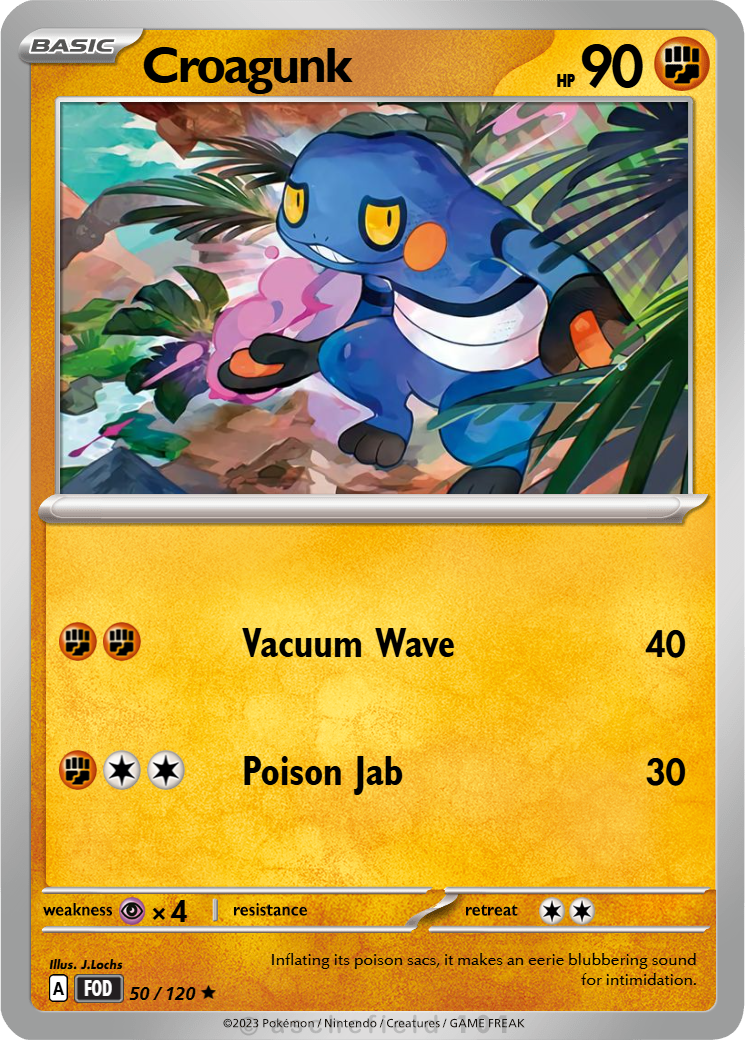 BASIC
Croagunk
HP 90
Vacuum Wave 40
Poison Jab 30
weakness × 4 resistance retreat
Illus. J.Lochs
Inflating its poison sacs, it makes an eerie blubbering sound
for intimidation.
A FOD 50 / 120 ★
©2023 Pokémon / Nintendo / Creatures / GAME FREAK